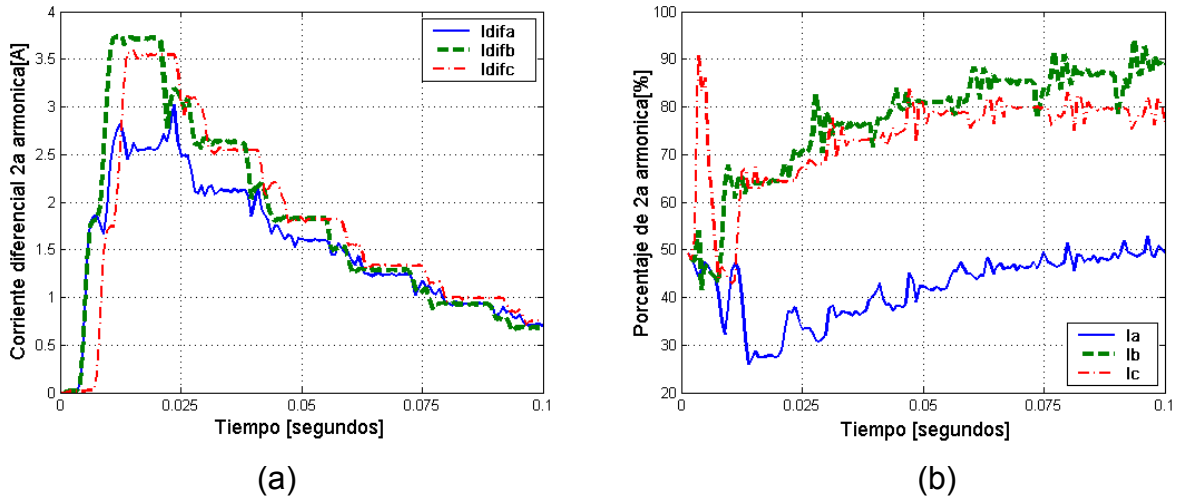 Corriente diferencial 2a armonica[A]
4
3.5
3
2.5
2
1.5
1
0.5
0
0
0.025
0.05
0.075
0.1
Tiempo [segundos]
Idifa
Idifb
Idifc
(a)
Porcentaje de 2a armonica[%]
100
90
80
70
60
50
40
30
20
0
0.025
0.05
0.075
0.1
Tiempo [segundos]
Ia
Ib
Ic
(b)